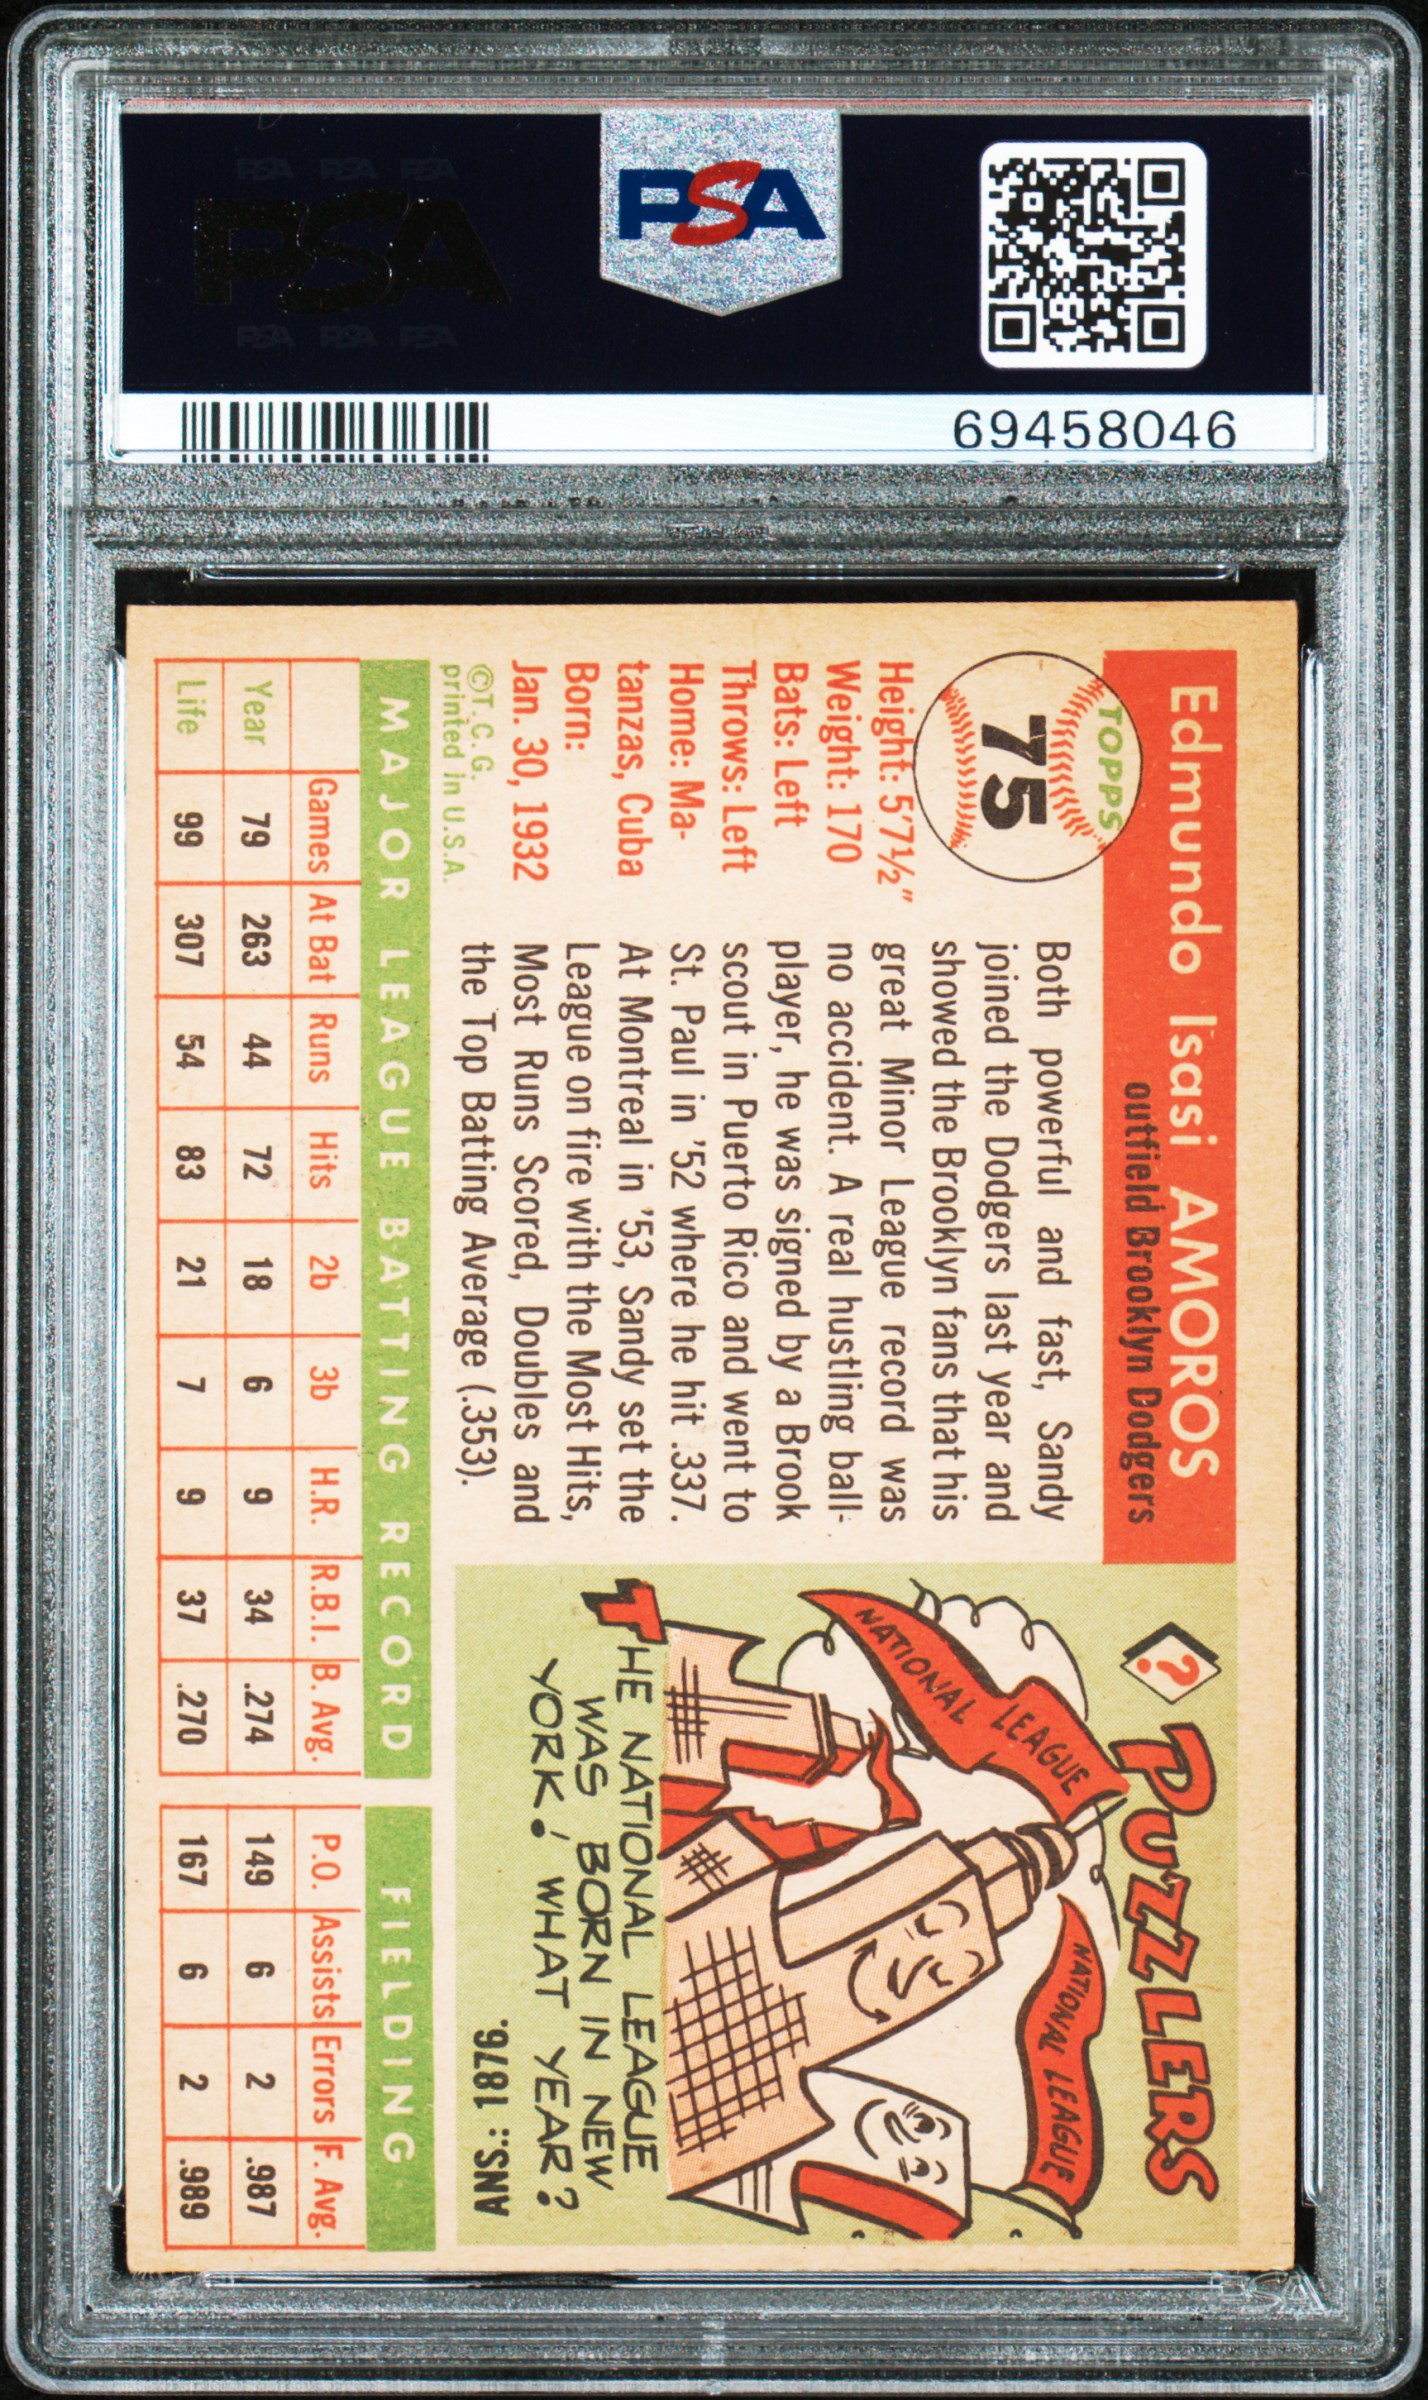 PSA PSA PSA
PSA
PSA PSA PSA
PSA
69458046
Edmundo Isasi AMOROS
outfield Brooklyn Dodgers
TOPPS
75
Height: 5'7½"
Weight: 170
Bats: Left
Throws: Left
Home: Ma-
tanzas, Cuba
Born:
Jan. 30, 1932
©T.C.G.
printed in U.S.A.
Both powerful and fast, Sandy
joined the Dodgers last year and
showed the Brooklyn fans that his
great Minor League record was
no accident. A real hustling ball-
player, he was signed by a Brook
scout in Puerto Rico and went to
St. Paul in '52 where he hit .337.
At Montreal in '53, Sandy set the
League on fire with the Most Hits,
Most Runs Scored, Doubles and
the Top Batting Average (.353).
? PUZZLERS
NATIONAL LEAGUE
NATIONAL LEAGUE
THE NATIONAL LEAGUE
WAS BORN IN NEW
YORK! WHAT YEAR?
ANS.: 1876.
MAJOR LEAGUE BATTING RECORD FIELDING
Games At Bat Runs Hits 2b 3b H.R. R.B.I. B. Avg. P.O. Assists Errors F. Avg.
Year 79 263 44 72 18 6 9 34 .274 149 6 2 .987
Life 99 307 54 83 21 7 9 37 .270 167 6 2 .989
PSA